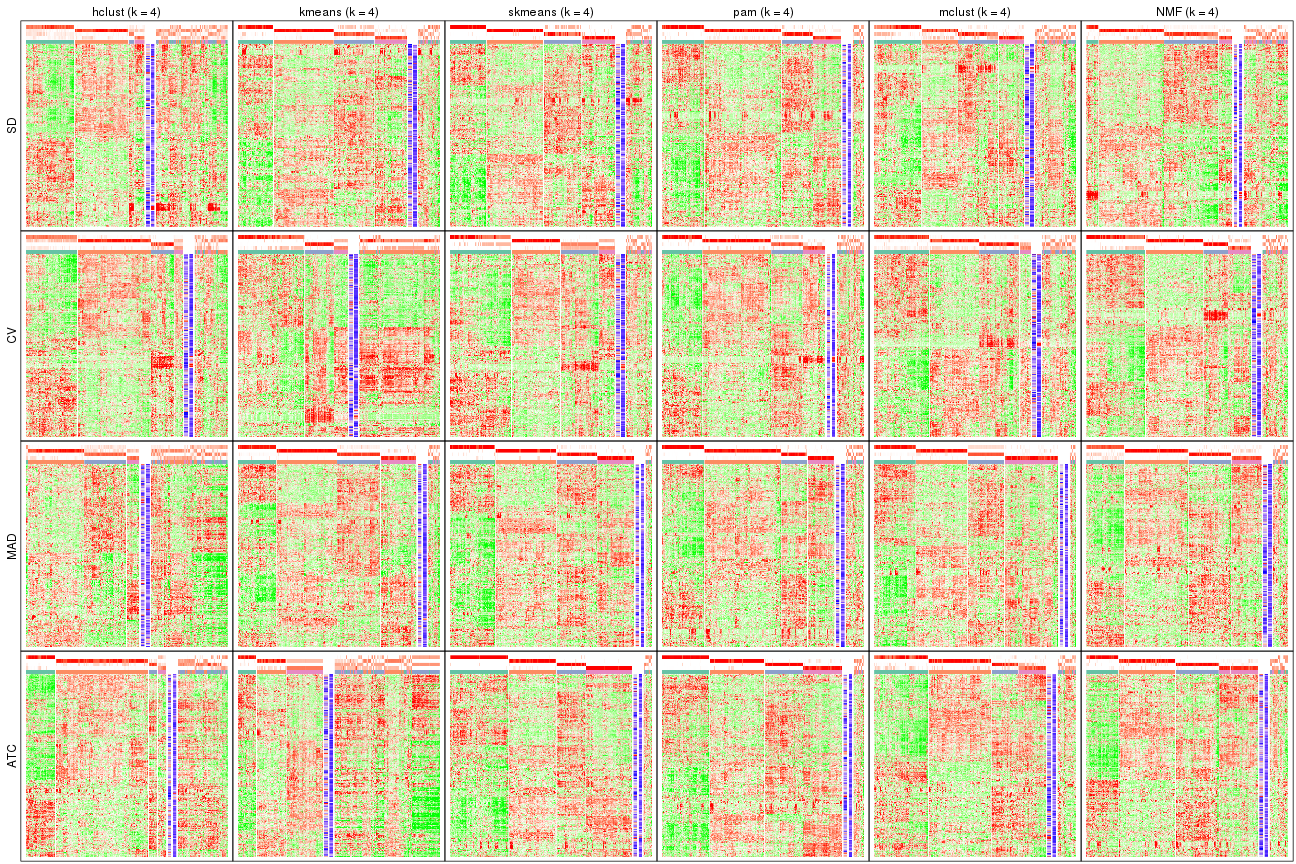 hclust (k = 4) kmeans (k = 4) skmeans (k = 4) pam (k = 4) mclust (k = 4) NMF (k = 4)
SD
CV
MAD
ATC